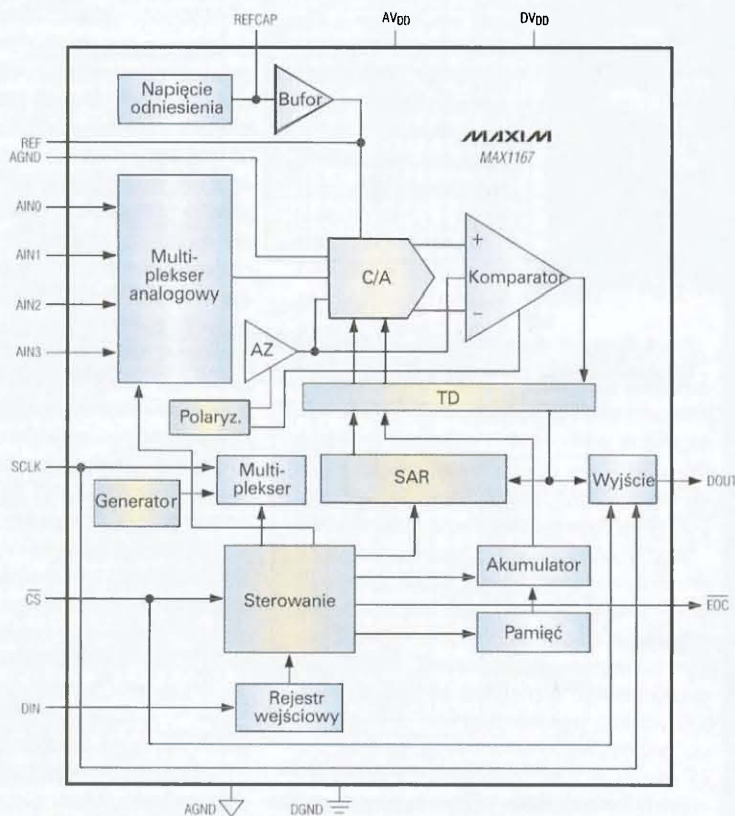 REFCAP
AVDD
DVDD
Napięcie
odniesienia
Bufor
MAXIM
MAX1167
REF
AGND
AIN0
AIN1
AIN2
AIN3
Multi-
plekser
analogowy
C/A
+
Komparator
−
AZ
Polaryz.
TD
SCLK
Multi-
plekser
SAR
Wyjście
DOUT
Generator
CS
Sterowanie
Akumulator
EOC
Pamięć
DIN
Rejestr
wejściowy
AGND
DGND